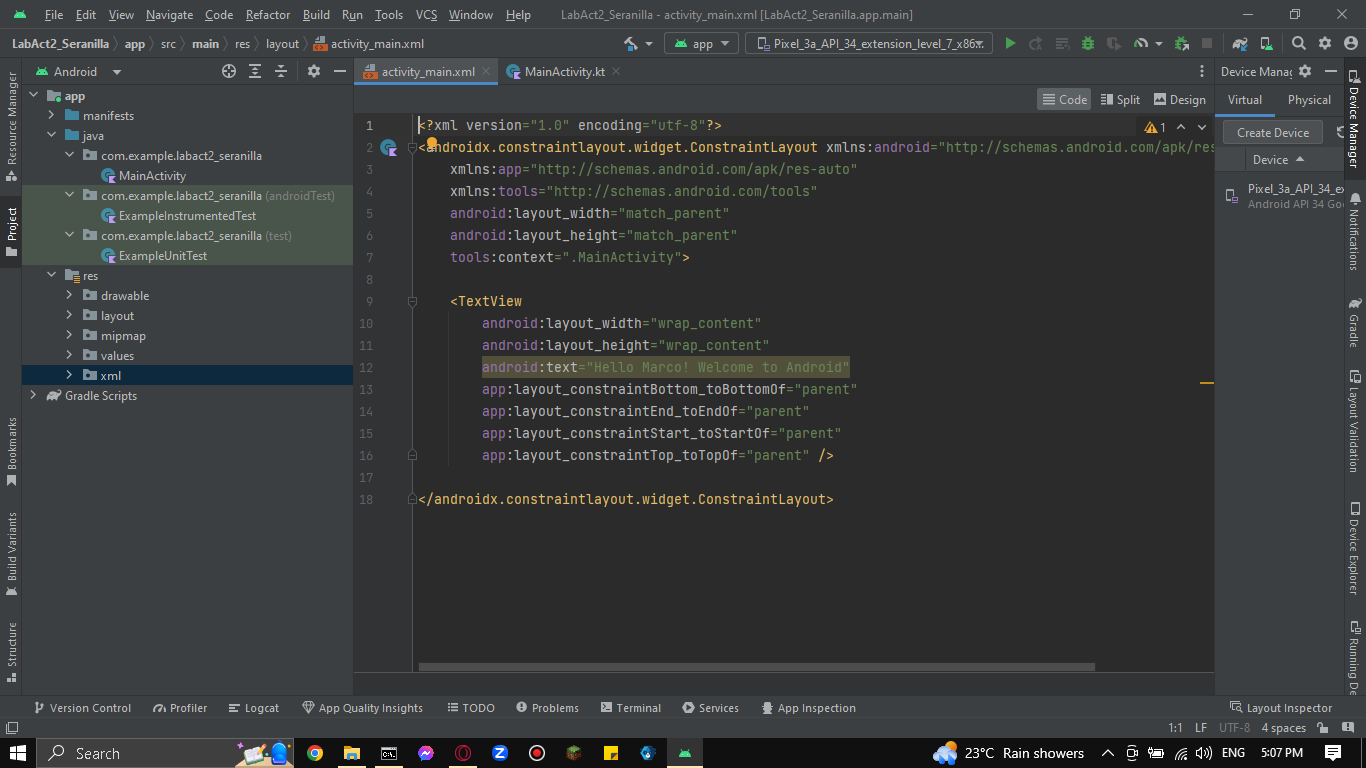 File Edit View Navigate Code Refactor Build Run Tools VCS Window Help LabAct2_Seranilla - activity_main.xml [LabAct2_Seranilla.app.main]
LabAct2_Seranilla app src main res layout activity_main.xml app Pixel_3a_API_34_extension_level_7_x86
Android activity_main.xml MainActivity.kt Device Manag
Code Split Design Virtual Physical
Create Device
Device
Pixel_3a_API_34_e
Android API 34 Goo
Resource Manager
Project
Bookmarks
Build Variants
Structure
app
manifests
java
com.example.labact2_seranilla
MainActivity
com.example.labact2_seranilla (androidTest)
ExampleInstrumentedTest
com.example.labact2_seranilla (test)
ExampleUnitTest
res
drawable
layout
mipmap
values
xml
Gradle Scripts
1 <?xml version="1.0" encoding="utf-8"?> 1
2 <androidx.constraintlayout.widget.ConstraintLayout xmlns:android="http://schemas.android.com/apk/res
3 xmlns:app="http://schemas.android.com/apk/res-auto"
4 xmlns:tools="http://schemas.android.com/tools"
5 android:layout_width="match_parent"
6 android:layout_height="match_parent"
7 tools:context=".MainActivity">
8
9 <TextView
10 android:layout_width="wrap_content"
11 android:layout_height="wrap_content"
12 android:text="Hello Marco! Welcome to Android"
13 app:layout_constraintBottom_toBottomOf="parent"
14 app:layout_constraintEnd_toEndOf="parent"
15 app:layout_constraintStart_toStartOf="parent"
16 app:layout_constraintTop_toTopOf="parent" />
17
18 </androidx.constraintlayout.widget.ConstraintLayout>
Device Manager
Notifications
Gradle
Layout Validation
Device Explorer
Running De
Version Control Profiler Logcat App Quality Insights TODO Problems Terminal Services App Inspection Layout Inspector
1:1 LF UTF-8 4 spaces
Search 23°C Rain showers ENG 5:07 PM